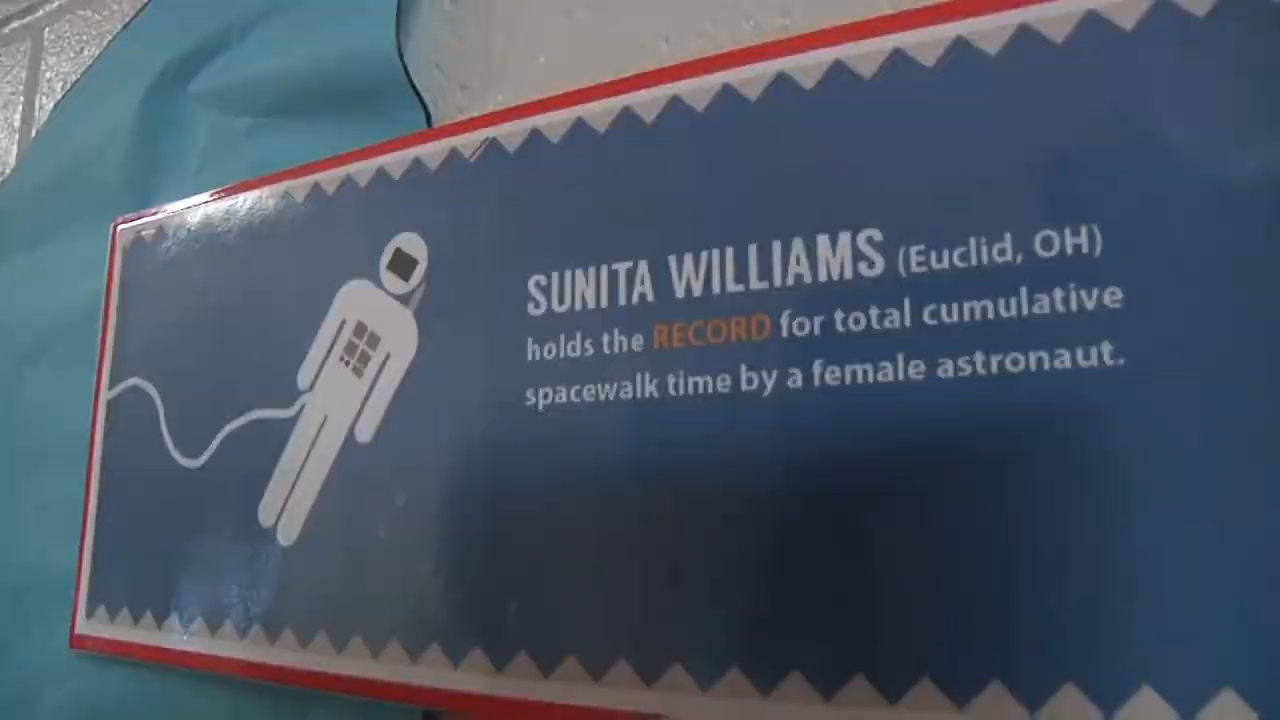 SUNITA WILLIAMS (Euclid, OH)
holds the RECORD for total cumulative
spacewalk time by a female astronaut.